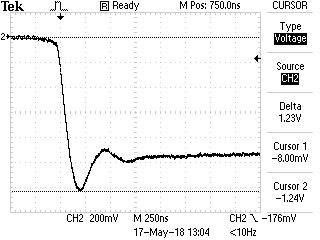 Tek R Ready M Pos: 750.0ns CURSOR
Type
Voltage
Source
CH2
Delta
1.23V
Cursor 1
-8.00mV
Cursor 2
-1.24V
2
CH2 200mV M 250ns CH2 \ -176mV
17-May-18 13:04 <10Hz